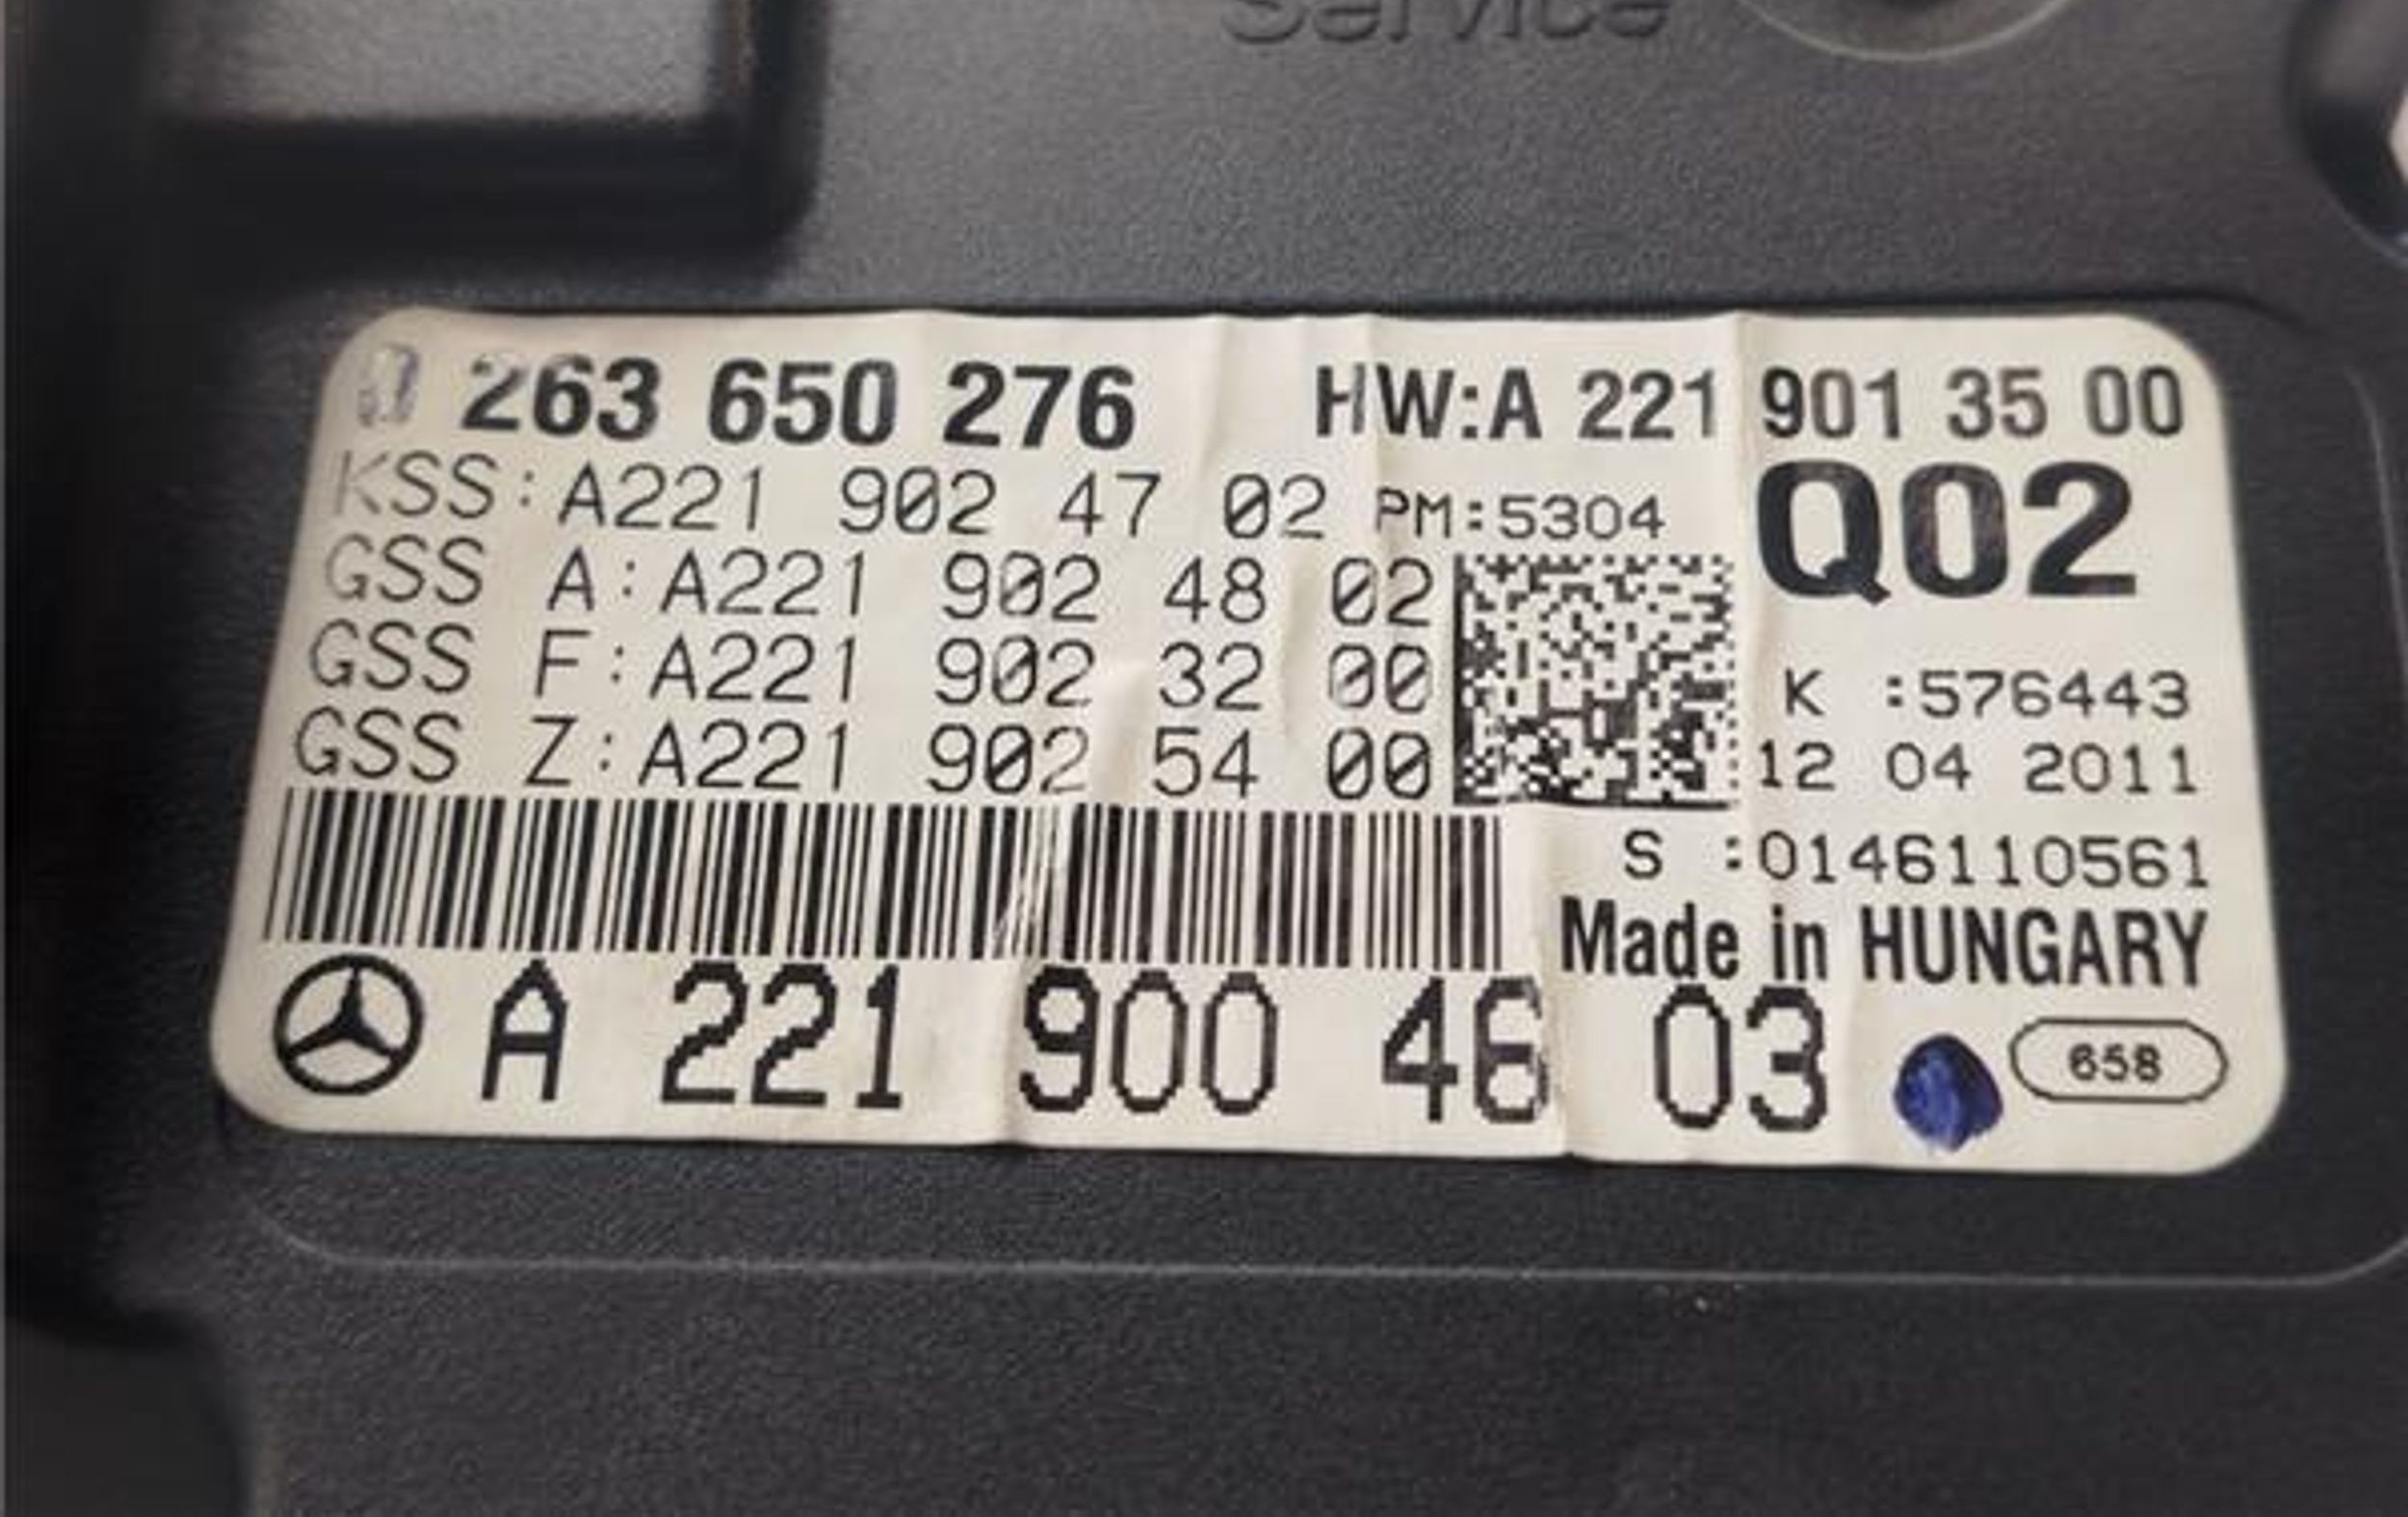 Service
263 650 276 HW:A 221 901 35 00
KSS:A221 902 47 02 PM:5304 Q02
GSS A:A221 902 48 02
GSS F:A221 902 32 00 K :576443
GSS Z:A221 902 54 00 12 04 2011
S :0146110561
Made in HUNGARY
A 221 900 46 03 658